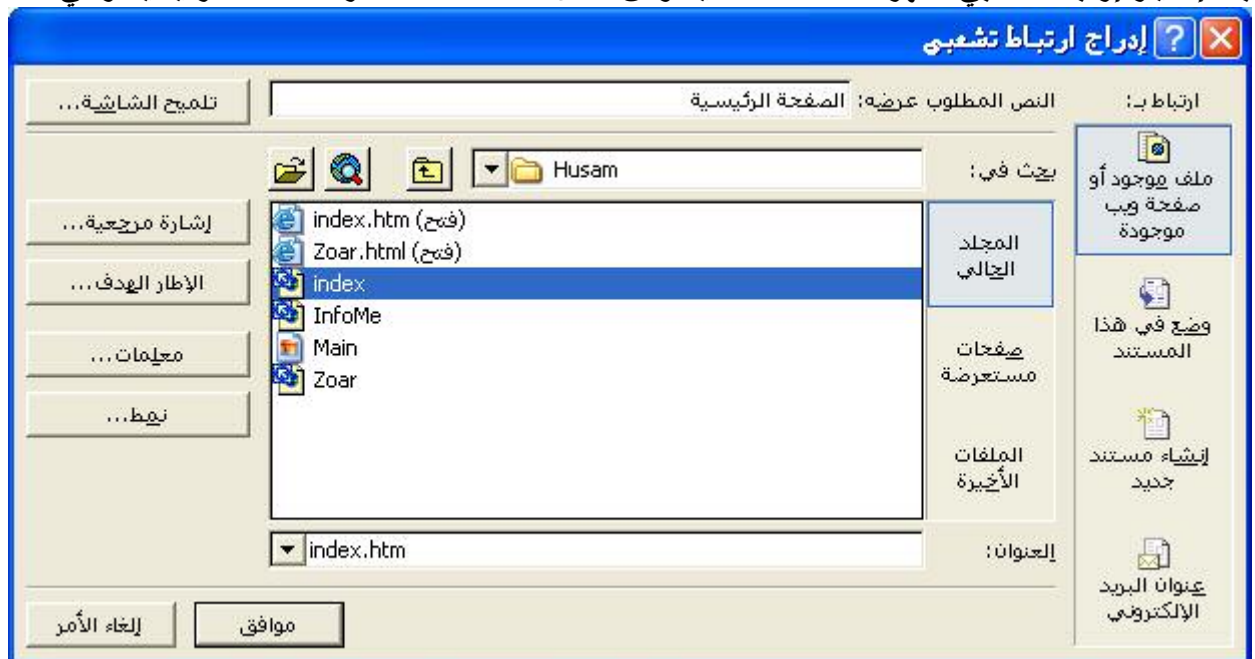 إدراج ارتباط تشعبي
ارتباط بـ:
النص المطلوب عرضه: الصفحة الرئيسية
تلميح الشاشة...
ملف موجود أو
صفحة ويب
موجودة
وضع في هذا
المستند
إنشاء مستند
جديد
عنوان البريد
الإلكتروني
بحث في:
Husam
المجلد
الحالي
صفحات
مستعرضة
الملفات
الأخيرة
index.htm (فتح)
Zoar.html (فتح)
index
InfoMe
Main
Zoar
إشارة مرجعية...
الإطار الهدف...
معلمات...
نمط...
العنوان:
index.htm
موافق
إلغاء الأمر